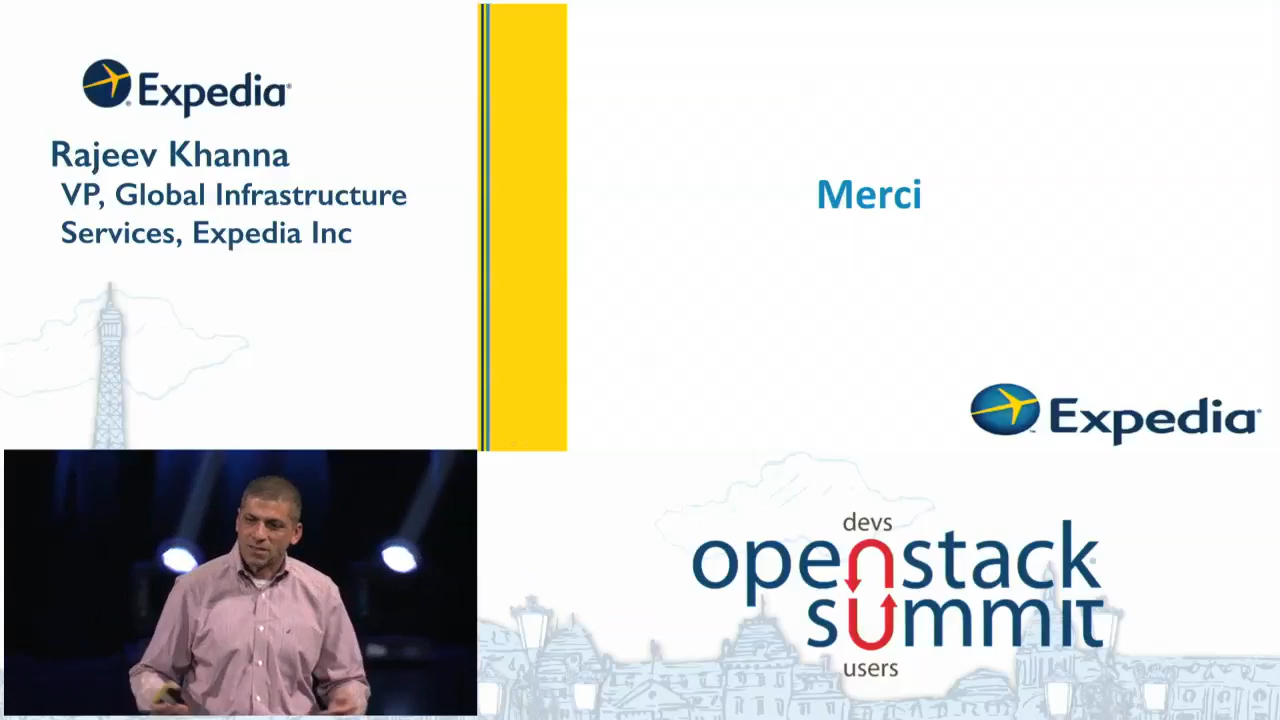 Expedia
Rajeev Khanna
VP, Global Infrastructure
Services, Expedia Inc
Merci
Expedia
devs
openstack
summit
users